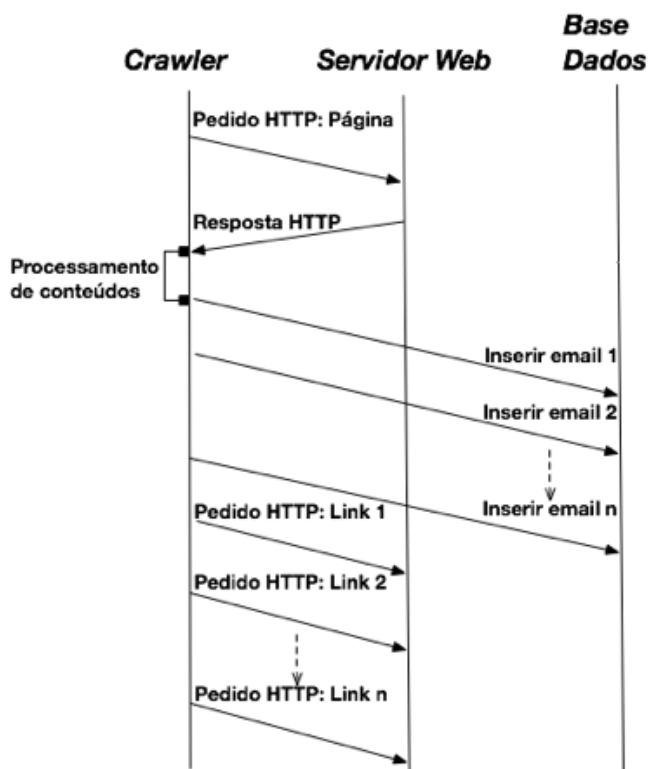 Crawler
Servidor Web
Base
Dados
Pedido HTTP: Página
Resposta HTTP
Processamento
de conteúdos
Inserir email 1
Inserir email 2
Inserir email n
Pedido HTTP: Link 1
Pedido HTTP: Link 2
Pedido HTTP: Link n